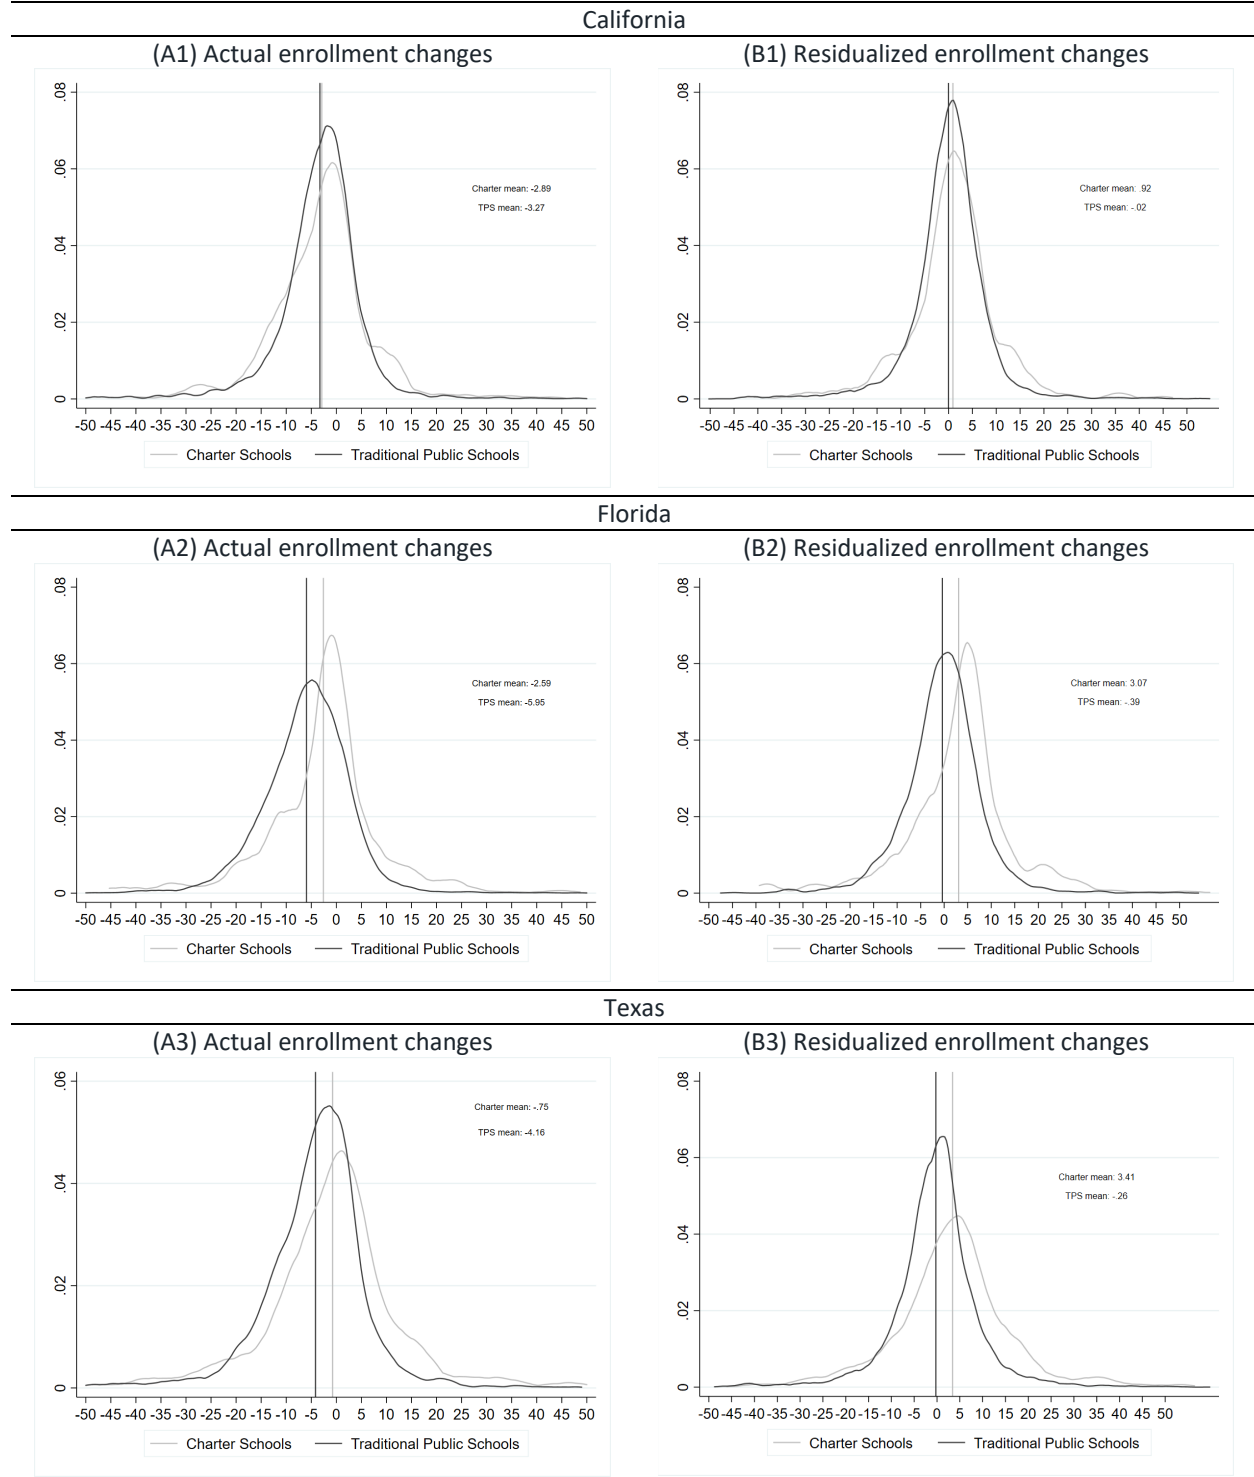 California
(A1) Actual enrollment changes
.08
.06
.04
.02
0
Charter mean: -2.89
TPS mean: -3.27
-50 -45 -40 -35 -30 -25 -20 -15 -10 -5 0 5 10 15 20 25 30 35 40 45 50
Charter Schools Traditional Public Schools
(B1) Residualized enrollment changes
.08
.06
.04
.02
0
Charter mean: .92
TPS mean: -.02
-50 -45 -40 -35 -30 -25 -20 -15 -10 -5 0 5 10 15 20 25 30 35 40 45 50
Charter Schools Traditional Public Schools
Florida
(A2) Actual enrollment changes
.08
.06
.04
.02
0
Charter mean: -2.59
TPS mean: -5.95
-50 -45 -40 -35 -30 -25 -20 -15 -10 -5 0 5 10 15 20 25 30 35 40 45 50
Charter Schools Traditional Public Schools
(B2) Residualized enrollment changes
.08
.06
.04
.02
0
Charter mean: 3.07
TPS mean: -.39
-50 -45 -40 -35 -30 -25 -20 -15 -10 -5 0 5 10 15 20 25 30 35 40 45 50
Charter Schools Traditional Public Schools
Texas
(A3) Actual enrollment changes
.06
.04
.02
0
Charter mean: -.75
TPS mean: -4.16
-50 -45 -40 -35 -30 -25 -20 -15 -10 -5 0 5 10 15 20 25 30 35 40 45 50
Charter Schools Traditional Public Schools
(B3) Residualized enrollment changes
.08
.06
.04
.02
0
Charter mean: 3.41
TPS mean: -.26
-50 -45 -40 -35 -30 -25 -20 -15 -10 -5 0 5 10 15 20 25 30 35 40 45 50
Charter Schools Traditional Public Schools